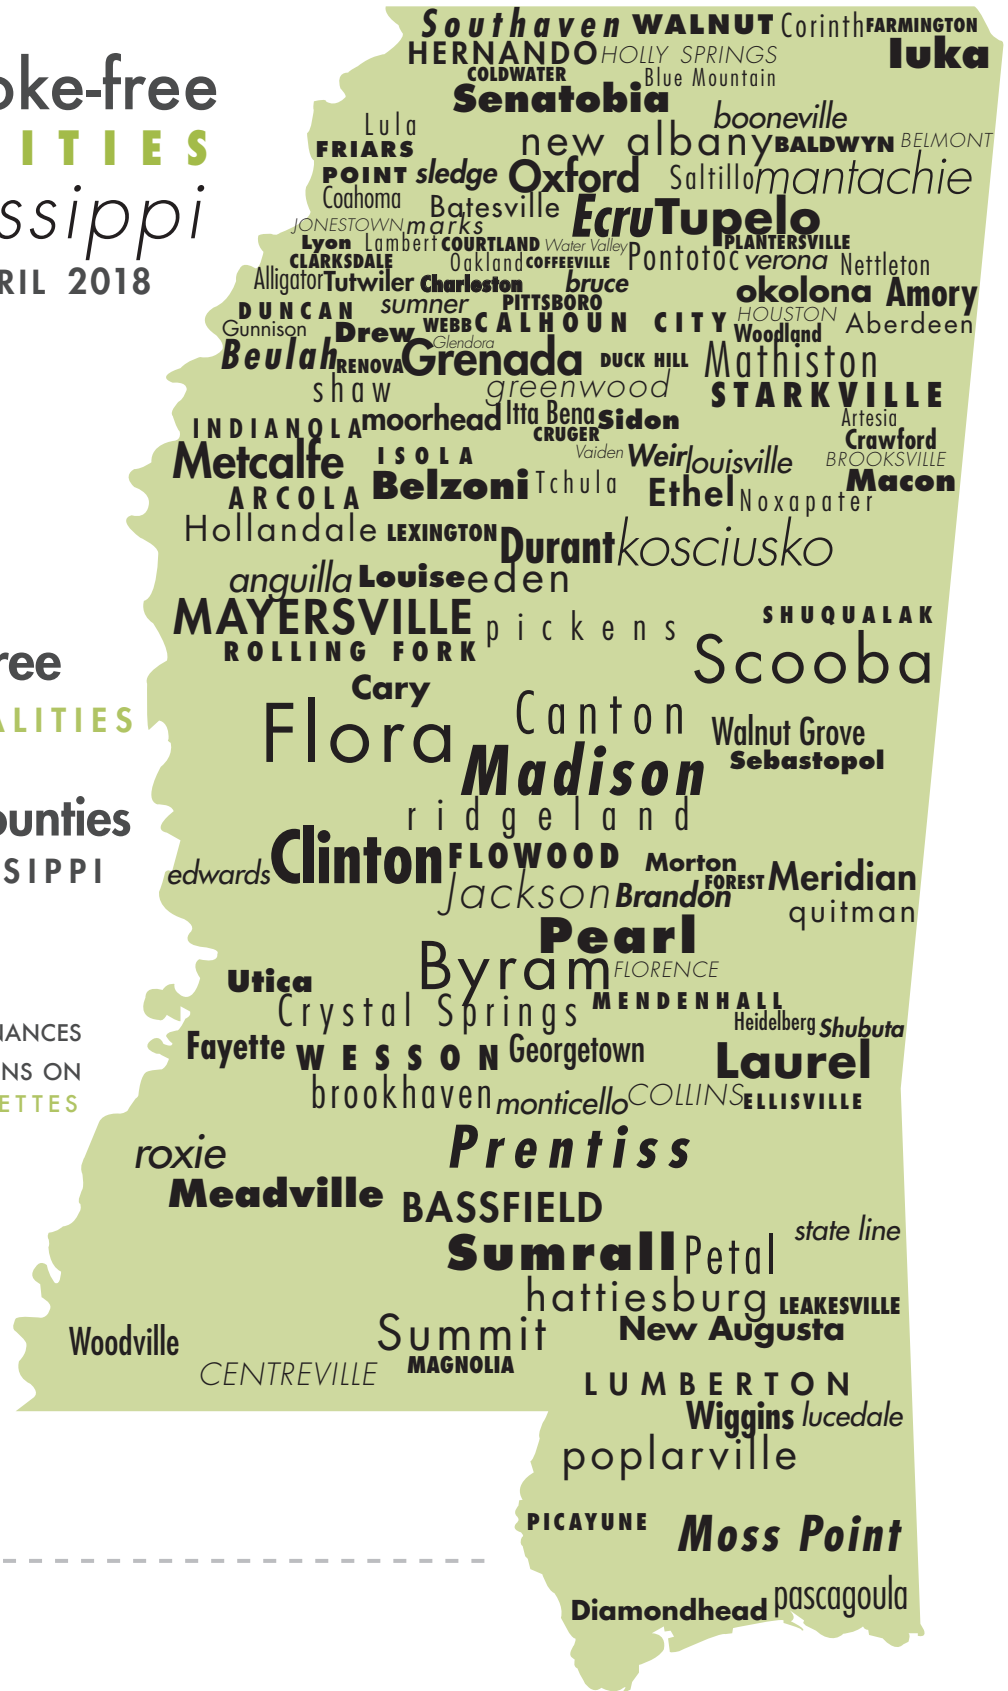 oke-free
ITIES
ssippi
RIL 2018
ree
ALITIES
ounties
SIPPI
NANCES
NS ON
ETTES
Southaven WALNUT Corinth FARMINGTON
HERNANDO HOLLY SPRINGS Iuka
COLDWATER Blue Mountain
Senatobia
booneville
Lula new albany BALDWYN BELMONT
FRIARS
POINT sledge Oxford Saltillo mantachie
Coahoma Batesville Ecru Tupelo
JONESTOWN marks
Lyon Lambert COURTLAND Water Valley PLANTERSVILLE
CLARKSDALE Oakland COFFEEVILLE Pontotoc verona Nettleton
Alligator Tutwiler Charleston bruce okolona Amory
DUNCAN sumner PITTSBORO HOUSTON
Gunnison Drew WEBB CALHOUN CITY Woodland Aberdeen
Beulah RENOVA Glendora Grenada DUCK HILL Mathiston
shaw greenwood STARKVILLE
INDIANOLA moorhead Itta Bena Sidon Artesia
CRUGER Crawford
Metcalfe ISOLA Vaiden Weir louisville BROOKSVILLE
ARCOLA Belzoni Tchula Ethel Noxapater Macon
Hollandale LEXINGTON Durant kosciusko
anguilla Louise eden
MAYERSVILLE pickens SHUQUALAK
ROLLING FORK Scooba
Cary
Flora Canton Walnut Grove
Madison Sebastopol
ridgeland
edwards Clinton FLOWOOD Morton Meridian
Jackson Brandon FOREST quitman
Pearl
Utica Byram FLORENCE
Crystal Springs MENDENHALL
Heidelberg Shubuta
Fayette WESSON Georgetown Laurel
brookhaven monticello COLLINS ELLISVILLE
roxie Prentiss
Meadville BASSFIELD
state line
Sumrall Petal
hattiesburg LEAKESVILLE
Woodville Summit New Augusta
CENTREVILLE MAGNOLIA
LUMBERTON
Wiggins lucedale
poplarville
PICAYUNE Moss Point
Diamondhead pascagoula